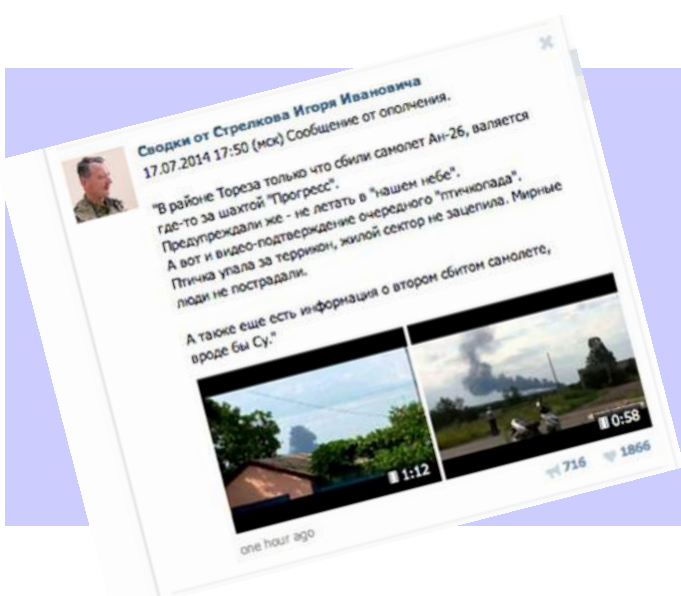 Сводки от Стрелкова Игоря Ивановича
17.07.2014 17:50 (мск) Сообщение от ополчения.
"В районе Тореза только что сбили самолет Ан-26, валяется
где-то за шахтой "Прогресс".
Предупреждали же - не летать в "нашем небе".
А вот и видео-подтверждение очередного "птичкопада".
Птичка упала за террикон, жилой сектор не зацепила. Мирные
люди не пострадали.
А также еще есть информация о втором сбитом самолете,
вроде бы Су."
1:12
0:58
716 1866
one hour ago